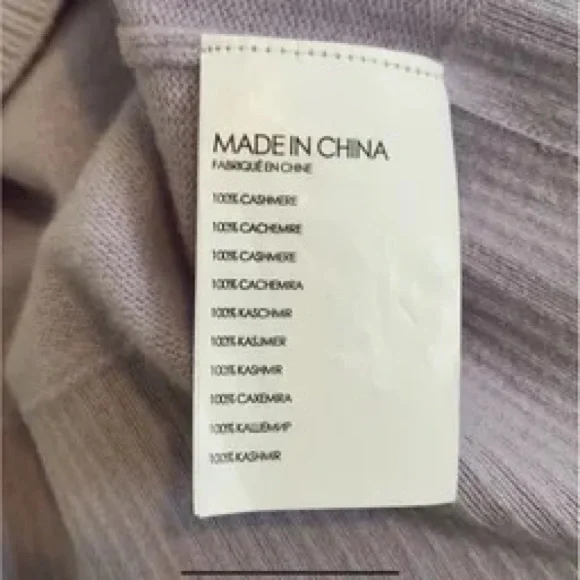 MADE IN CHINA
FABRIQUÉ EN CHINE
100% CASHMERE
100% CACHEMIRE
100% CASHMERE
100% CACHEMIRA
100% KASCHMIR
100% KASJMIER
100% KASHMIR
100% CAXEMIRA
100% КАШЕМИР
100% KASHMIR